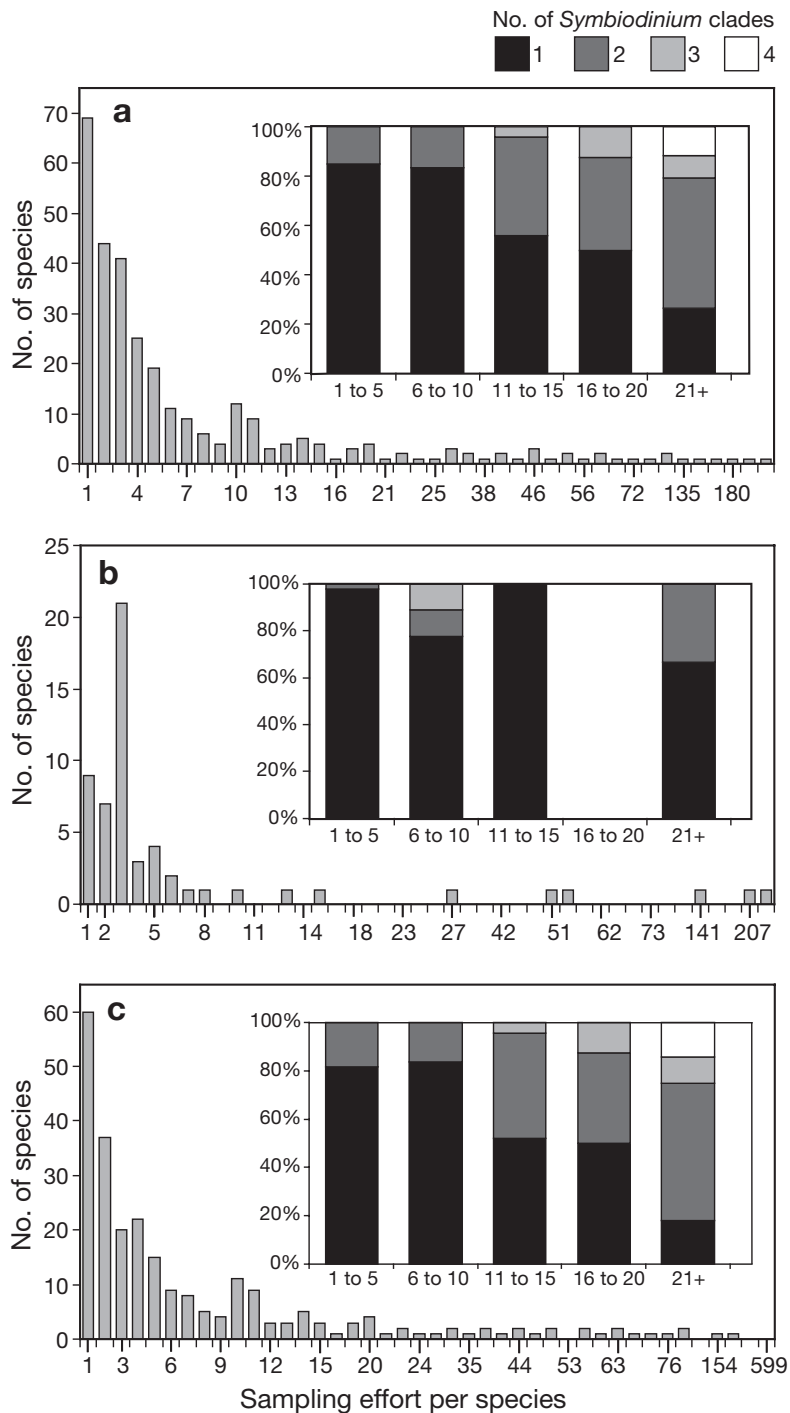 No. of Symbiodinium clades
1 2 3 4
a
No. of species
70
60
50
40
30
20
10
0
100%
80%
60%
40%
20%
0%
1 to 5 6 to 10 11 to 15 16 to 20 21+
1 4 7 10 13 16 21 25 38 46 56 72 135 180
b
No. of species
25
20
15
10
5
0
100%
80%
60%
40%
20%
0%
1 to 5 6 to 10 11 to 15 16 to 20 21+
1 2 5 8 11 14 18 23 27 42 51 62 73 141 207
c
No. of species
60
50
40
30
20
10
0
100%
80%
60%
40%
20%
0%
1 to 5 6 to 10 11 to 15 16 to 20 21+
1 3 6 9 12 15 20 24 35 44 53 63 76 154 599
Sampling effort per species